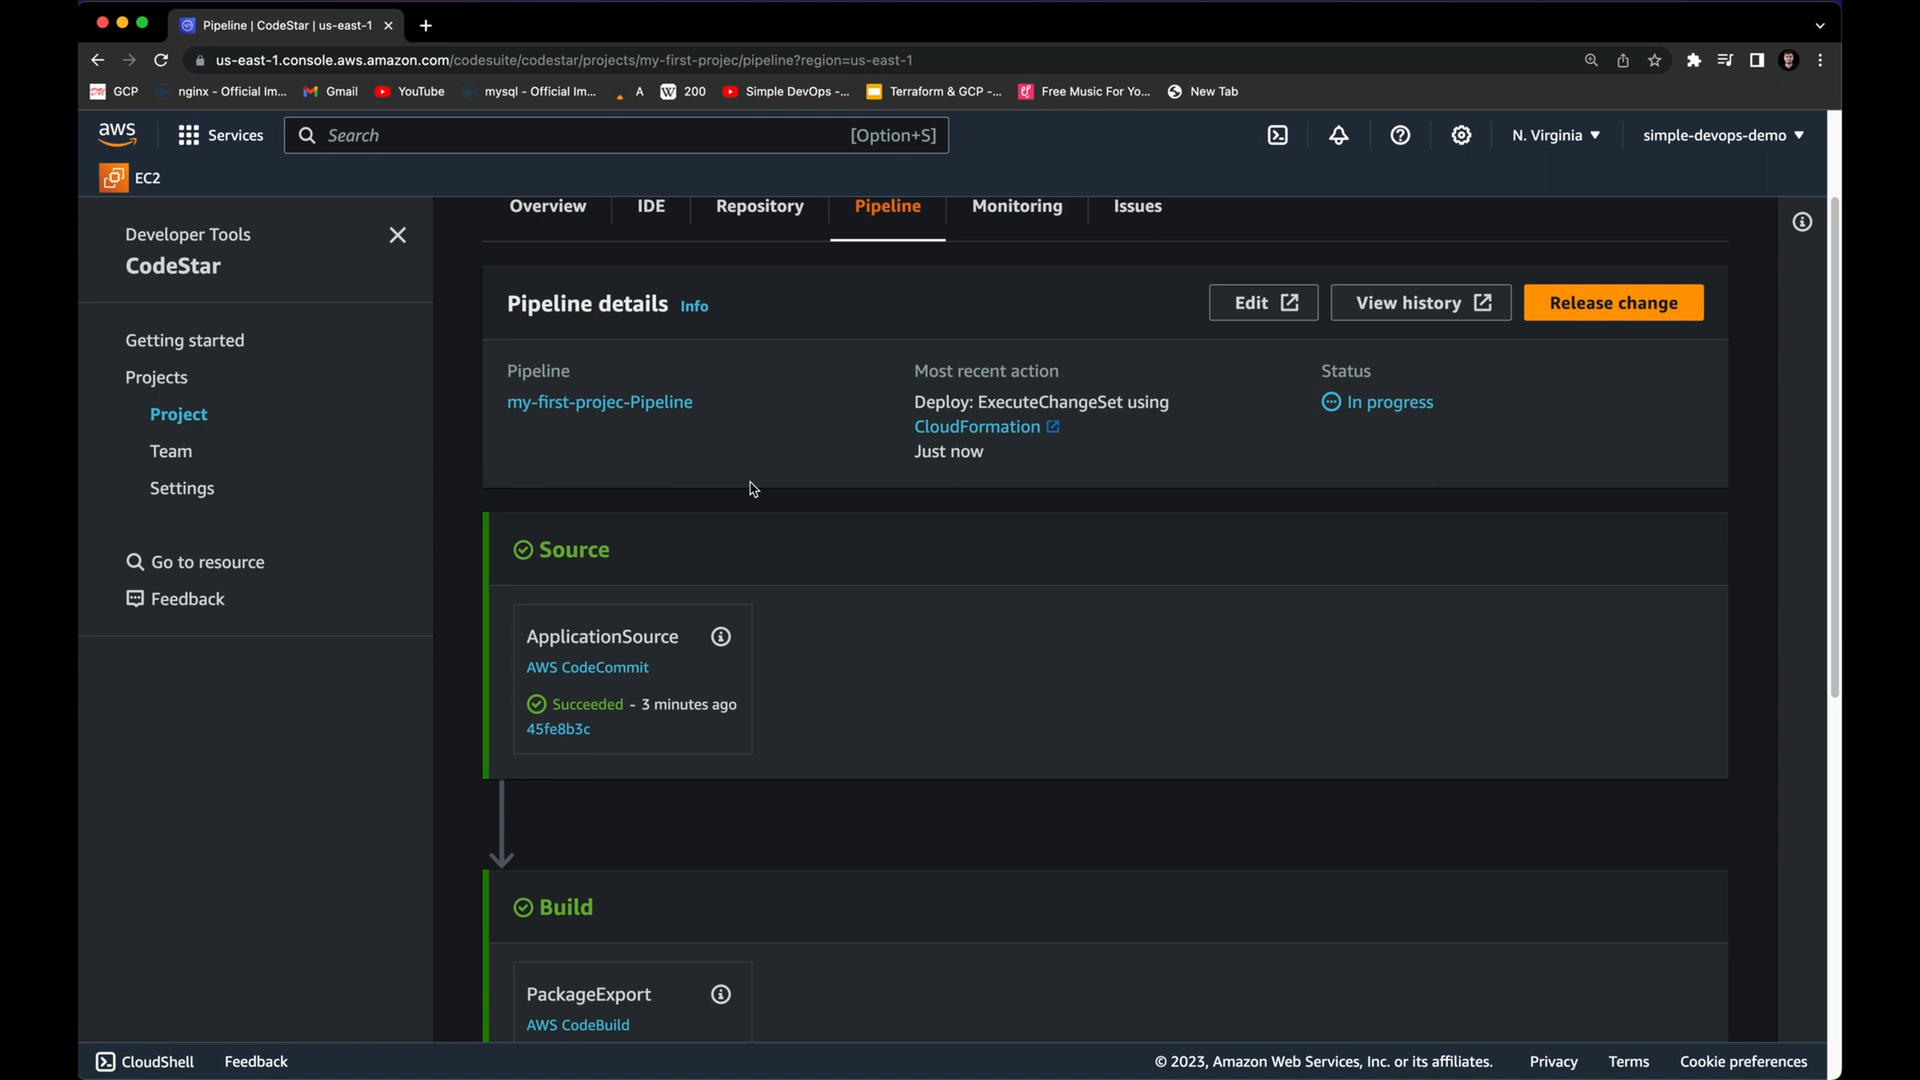 Pipeline | CodeStar | us-east-1
us-east-1.console.aws.amazon.com/codesuite/codestar/projects/my-first-projec/pipeline?region=us-east-1
GCP
nginx - Official Im...
Gmail
YouTube
mysql - Official Im...
A
200
Simple DevOps -...
Terraform & GCP -...
Free Music For Yo...
New Tab
aws
Services
Search
[Option+S]
N. Virginia
simple-devops-demo
EC2
Developer Tools
CodeStar
Getting started
Projects
Project
Team
Settings
Go to resource
Feedback
Overview
IDE
Repository
Pipeline
Monitoring
Issues
Pipeline details
Info
Edit
View history
Release change
Pipeline
my-first-projec-Pipeline
Most recent action
Deploy: ExecuteChangeSet using
CloudFormation
Just now
Status
In progress
Source
ApplicationSource
AWS CodeCommit
Succeeded - 3 minutes ago
45fe8b3c
Build
PackageExport
AWS CodeBuild
CloudShell
Feedback
© 2023, Amazon Web Services, Inc. or its affiliates.
Privacy
Terms
Cookie preferences